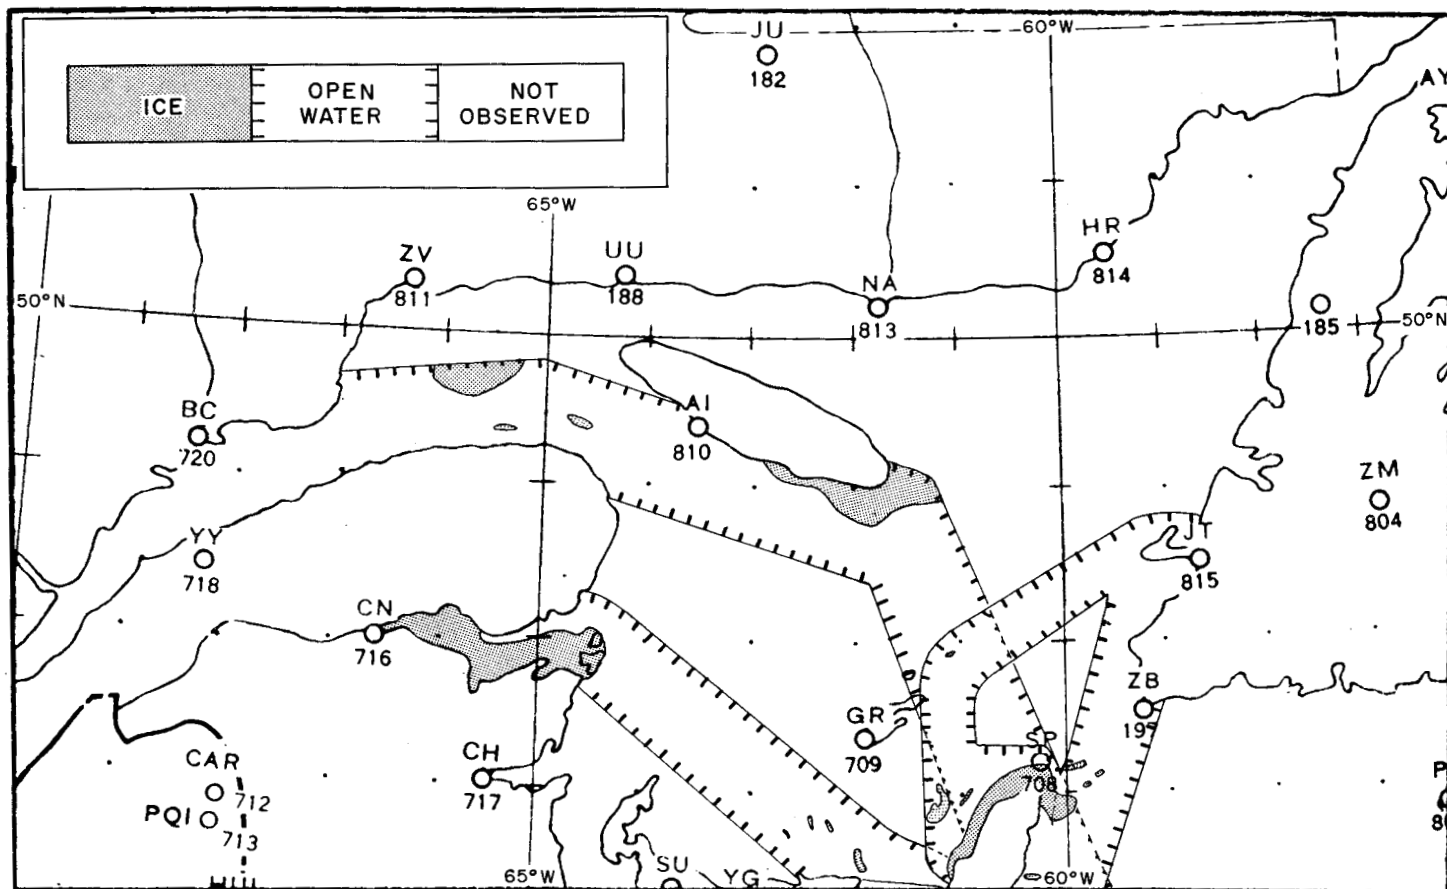 JU
60°W
182
ICE
OPEN
WATER
NOT
OBSERVED
AY
65°W
HR
814
ZV
811
UU
188
NA
813
50°N
185
50°N
BC
720
AI
810
ZM
804
YY
718
JT
815
CN
716
ZB
GR
709
SP
708
CAR
712
PQI
713
CH
717
P
65°W
SU
YG
60°W